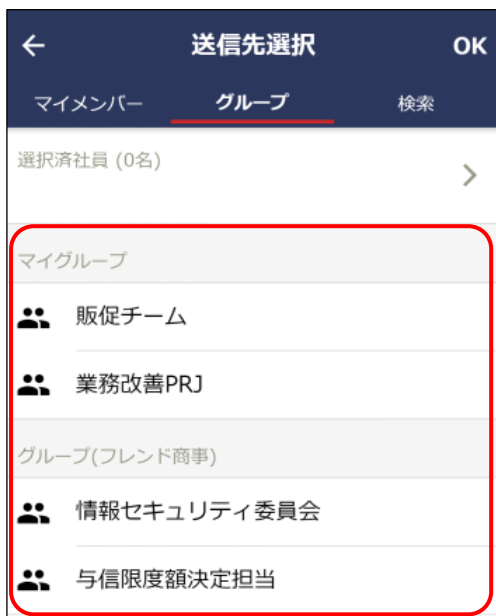 送信先選択 OK
マイメンバー グループ 検索
選択済社員 (0名)
マイグループ
販促チーム
業務改善PRJ
グループ(フレンド商事)
情報セキュリティ委員会
与信限度額決定担当